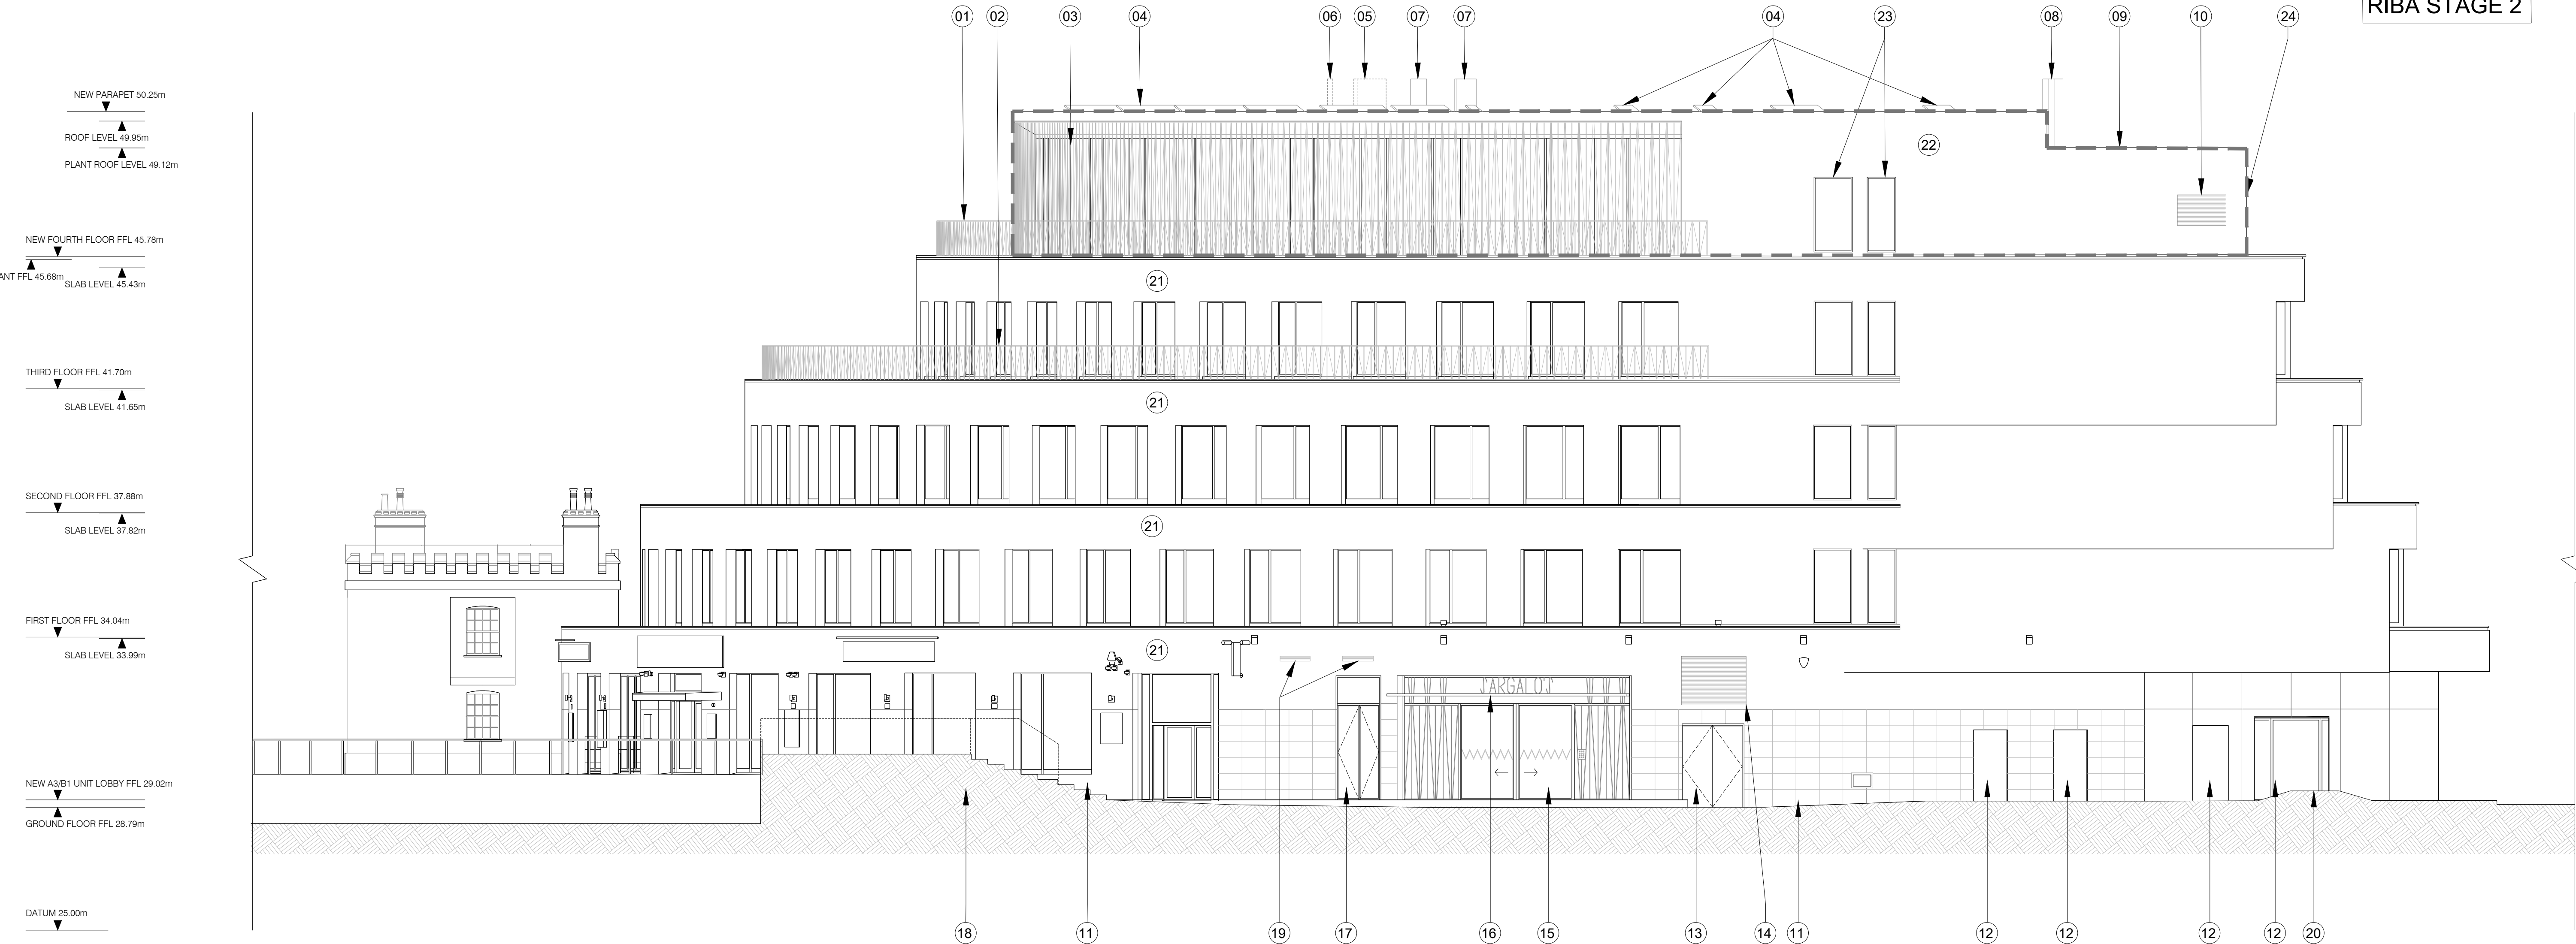 RIBA STAGE 2
01 02 03 04 06 05 07 07 04 23 08 09 10 24
NEW PARAPET 50.25m
ROOF LEVEL 49.95m
PLANT ROOF LEVEL 49.12m
22
NEW FOURTH FLOOR FFL 45.78m
ANT FFL 45.68m
SLAB LEVEL 45.43m
21
THIRD FLOOR FFL 41.70m
SLAB LEVEL 41.65m
21
SECOND FLOOR FFL 37.88m
SLAB LEVEL 37.82m
21
FIRST FLOOR FFL 34.04m
SLAB LEVEL 33.99m
21
SARGALO'S
NEW A3/B1 UNIT LOBBY FFL 29.02m
GROUND FLOOR FFL 28.79m
DATUM 25.00m
18 11 19 17 16 15 13 14 11 12 12 12 12 20